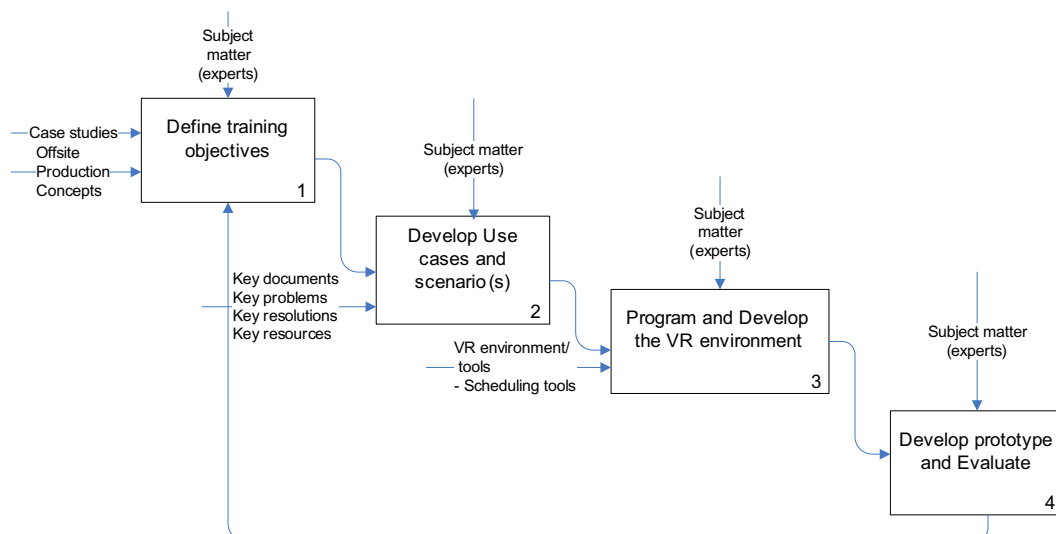 Subject
matter
(experts)
Case studies
Offsite
Production
Concepts
Define training
objectives
1
Subject matter
(experts)
Key documents
Key problems
Key resolutions
Key resources
Develop Use
cases and
scenario(s)
2
Subject
matter
(experts)
VR environment/
tools
- Scheduling tools
Program and Develop
the VR environment
3
Subject matter
(experts)
Develop prototype
and Evaluate
4